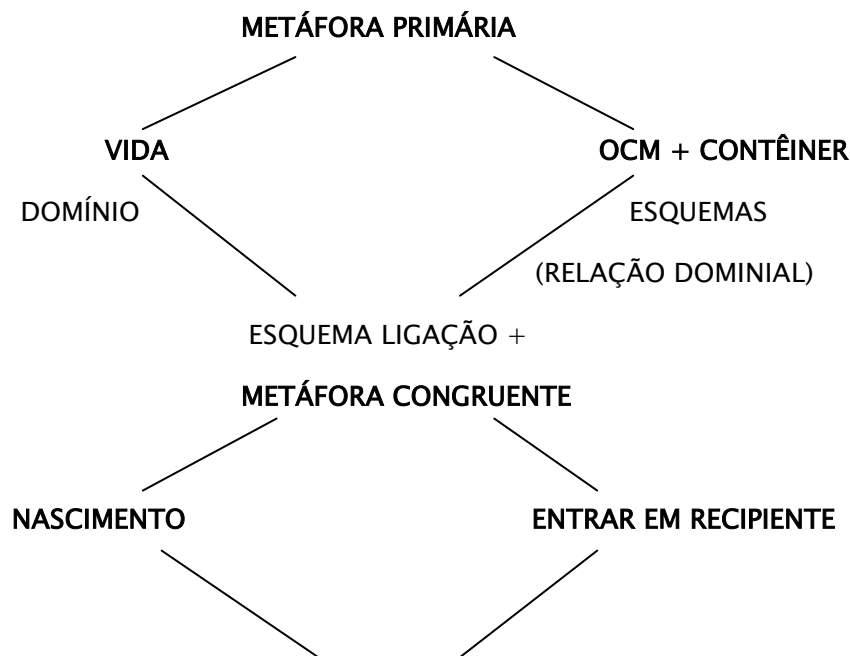 METÁFORA PRIMÁRIA
VIDA
OCM + CONTÊINER
DOMÍNIO
ESQUEMAS
(RELAÇÃO DOMINIAL)
ESQUEMA LIGAÇÃO +
METÁFORA CONGRUENTE
NASCIMENTO
ENTRAR EM RECIPIENTE